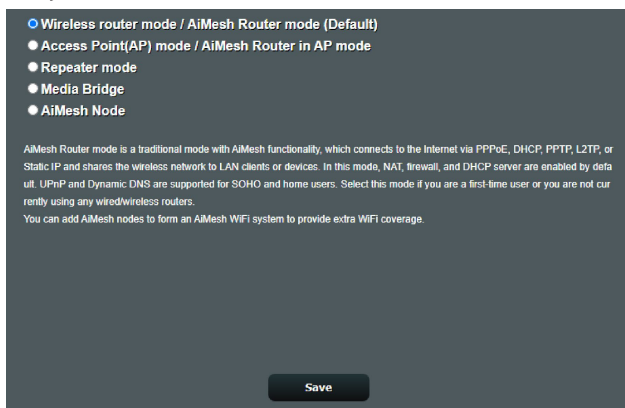 Wireless router mode / AiMesh Router mode (Default)
Access Point(AP) mode / AiMesh Router in AP mode
Repeater mode
Media Bridge
AiMesh Node
AiMesh Router mode is a traditional mode with AiMesh functionality, which connects to the Internet via PPPoE, DHCP, PPTP, L2TP, or
Static IP and shares the wireless network to LAN clients or devices. In this mode, NAT, firewall, and DHCP server are enabled by defa
ult. UPnP and Dynamic DNS are supported for SOHO and home users. Select this mode if you are a first-time user or you are not cur
rently using any wired/wireless routers.
You can add AiMesh nodes to form an AiMesh WiFi system to provide extra WiFi coverage.
Save